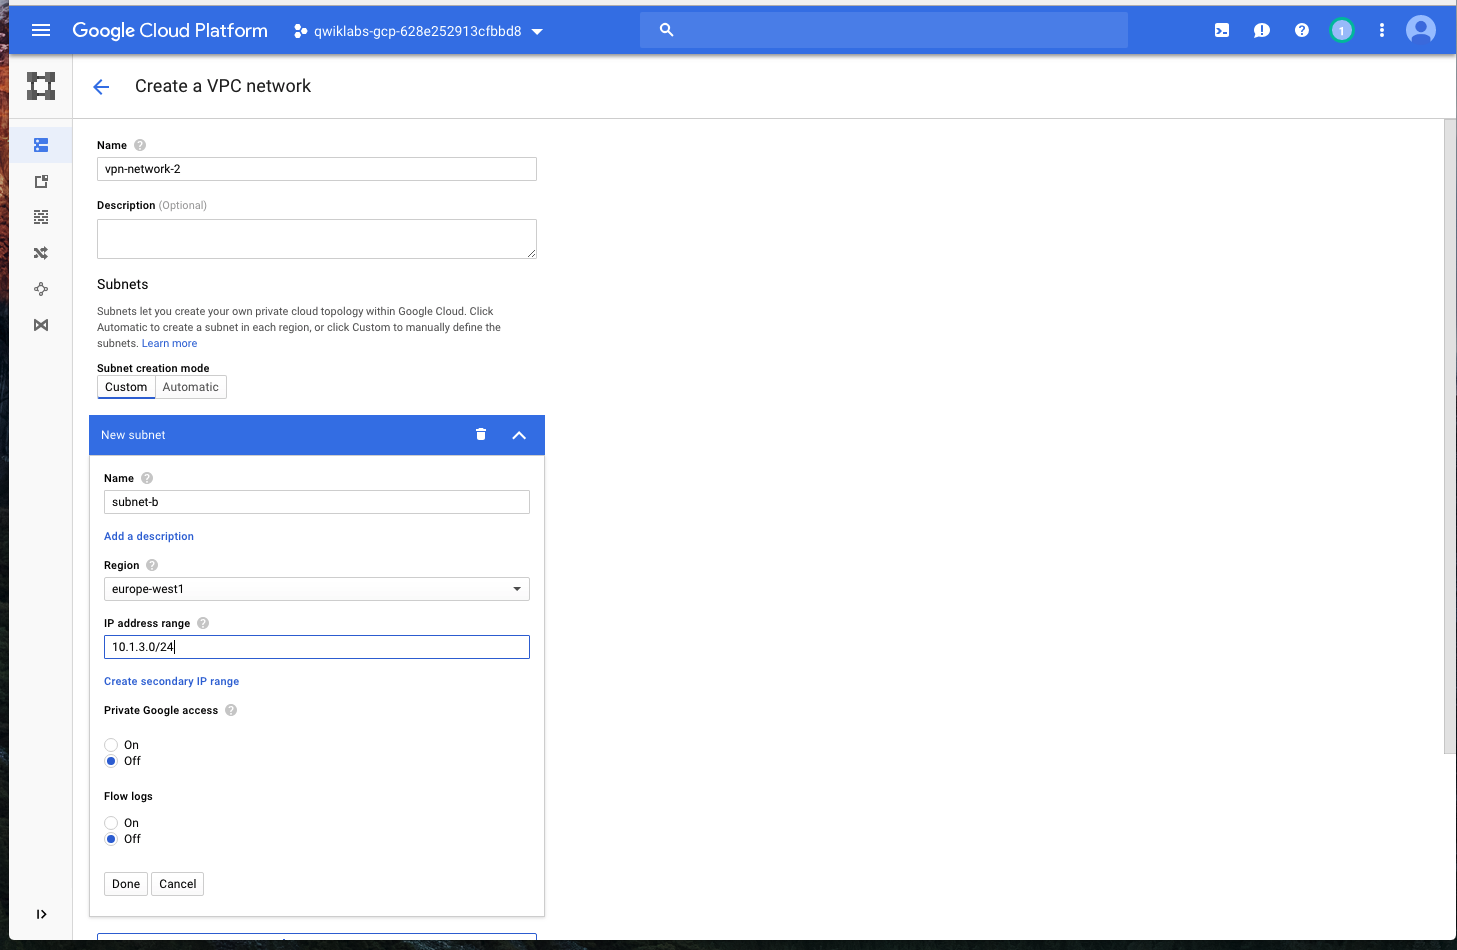 Google Cloud Platform
qwiklabs-gcp-628e252913cfbbd8
1
Create a VPC network
Name
vpn-network-2
Description (Optional)
Subnets
Subnets let you create your own private cloud topology within Google Cloud. Click
Automatic to create a subnet in each region, or click Custom to manually define the
subnets. Learn more
Subnet creation mode
Custom Automatic
New subnet
Name
subnet-b
Add a description
Region
europe-west1
IP address range
10.1.3.0/24
Create secondary IP range
Private Google access
On
Off
Flow logs
On
Off
Done Cancel